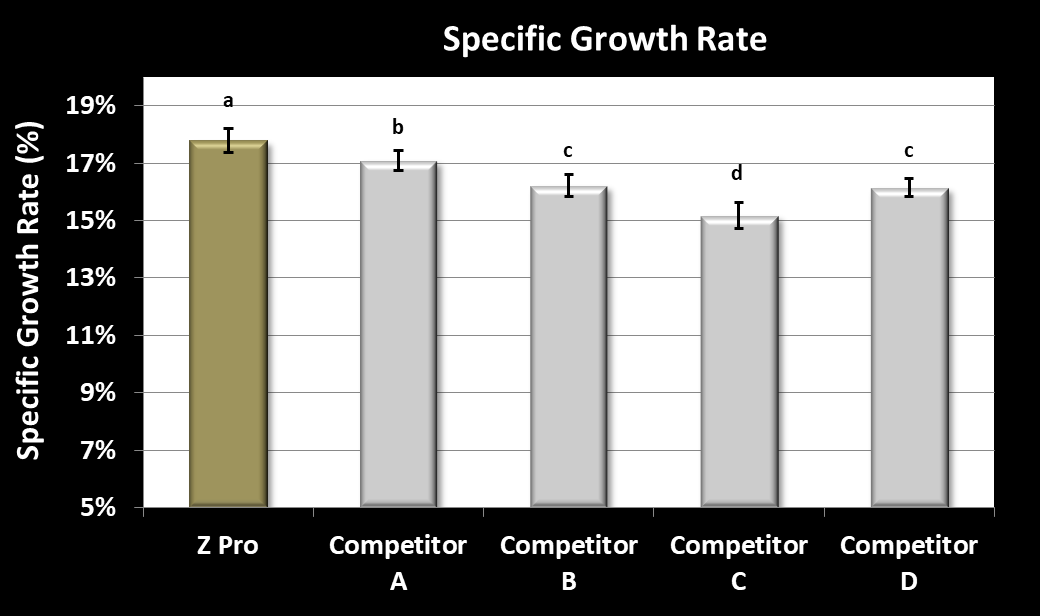 Specific Growth Rate
Specific Growth Rate (%)
19%
17%
15%
13%
11%
9%
7%
5%
a
b
c
d
c
Z Pro
Competitor
A
Competitor
B
Competitor
C
Competitor
D